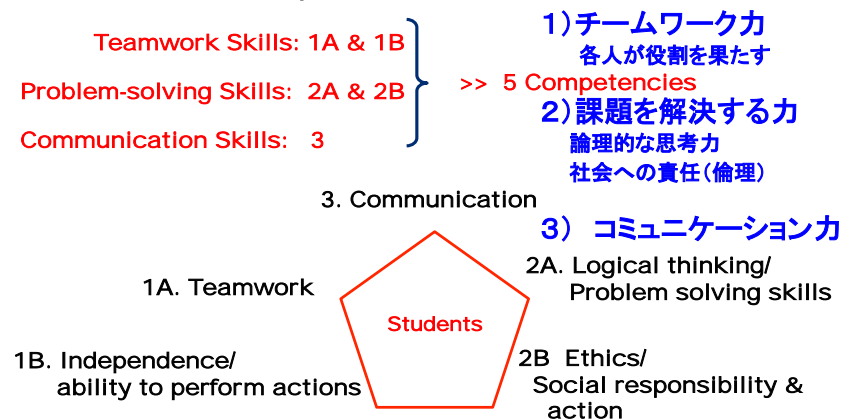 Teamwork Skills: 1A & 1B
Problem-solving Skills: 2A & 2B
Communication Skills: 3
>> 5 Competencies
1）チームワーク力
各人が役割を果たす
2）課題を解決する力
論理的な思考力
社会への責任（倫理）
3） コミュニケーション力
3. Communication
1A. Teamwork
2A. Logical thinking/
Problem solving skills
Students
1B. Independence/
ability to perform actions
2B Ethics/
Social responsibility &
action